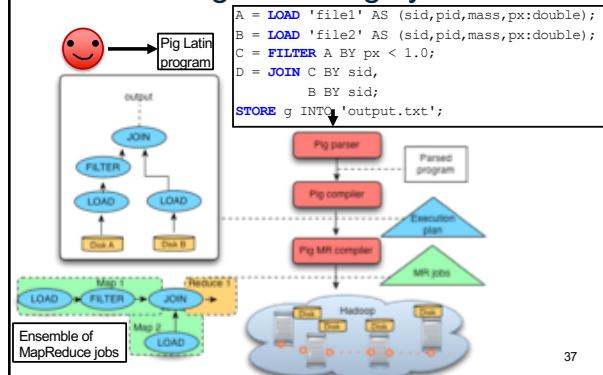 A = LOAD 'file1' AS (sid,pid,mass,px:double);
B = LOAD 'file2' AS (sid,pid,mass,px:double);
C = FILTER A BY px < 1.0;
D = JOIN C BY sid,
B BY sid;
STORE g INTO 'output.txt';
Pig Latin
program
output
JOIN
FILTER
LOAD
LOAD
Disk A
Disk B
Pig parser
Parsed
program
Pig compiler
Execution
plan
Pig MR compiler
MR jobs
Map 1
Reduce 1
LOAD
FILTER
JOIN
Map 2
LOAD
Ensemble of
MapReduce jobs
Hadoop
Disk
Disk
Disk
Disk
37